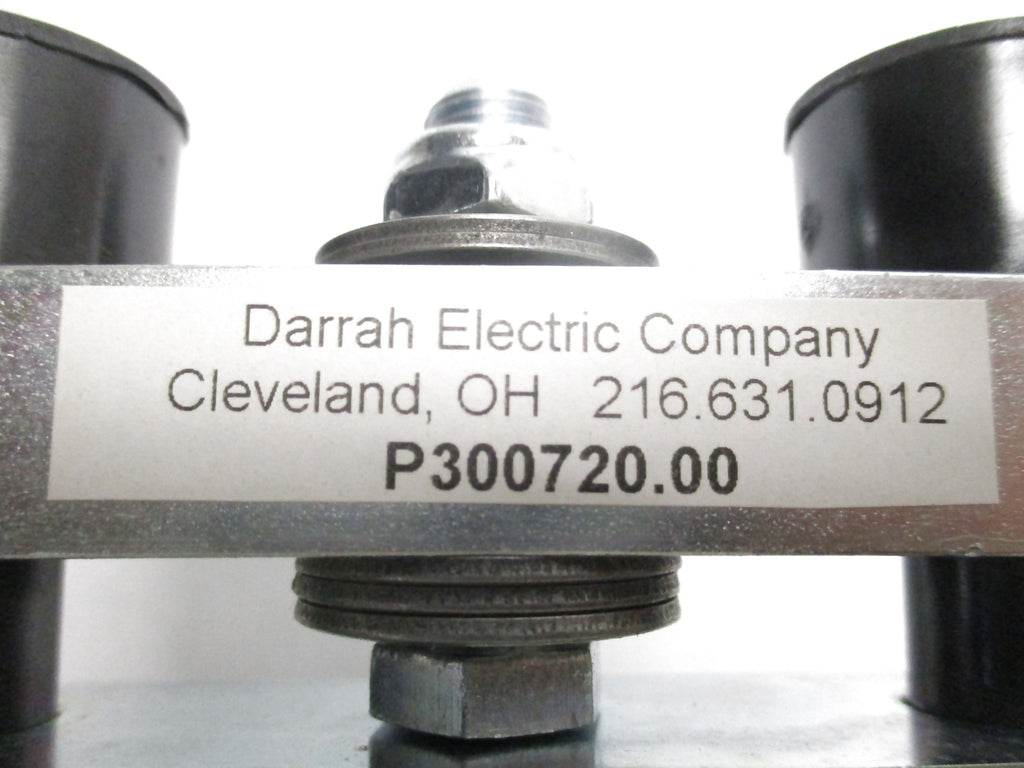 Darrah Electric Company
Cleveland, OH 216.631.0912
P300720.00